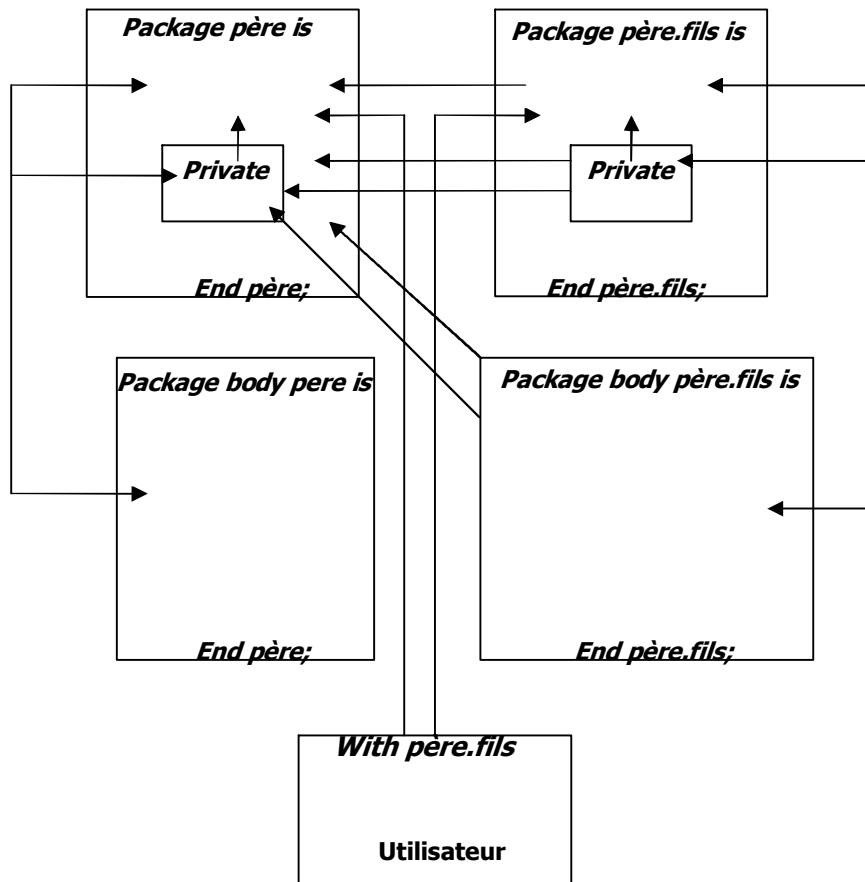 Package père is
Package père.fils is
Private
Private
End père;
End père.fils;
Package body pere is
Package body père.fils is
End père;
End père.fils;
With père.fils
Utilisateur